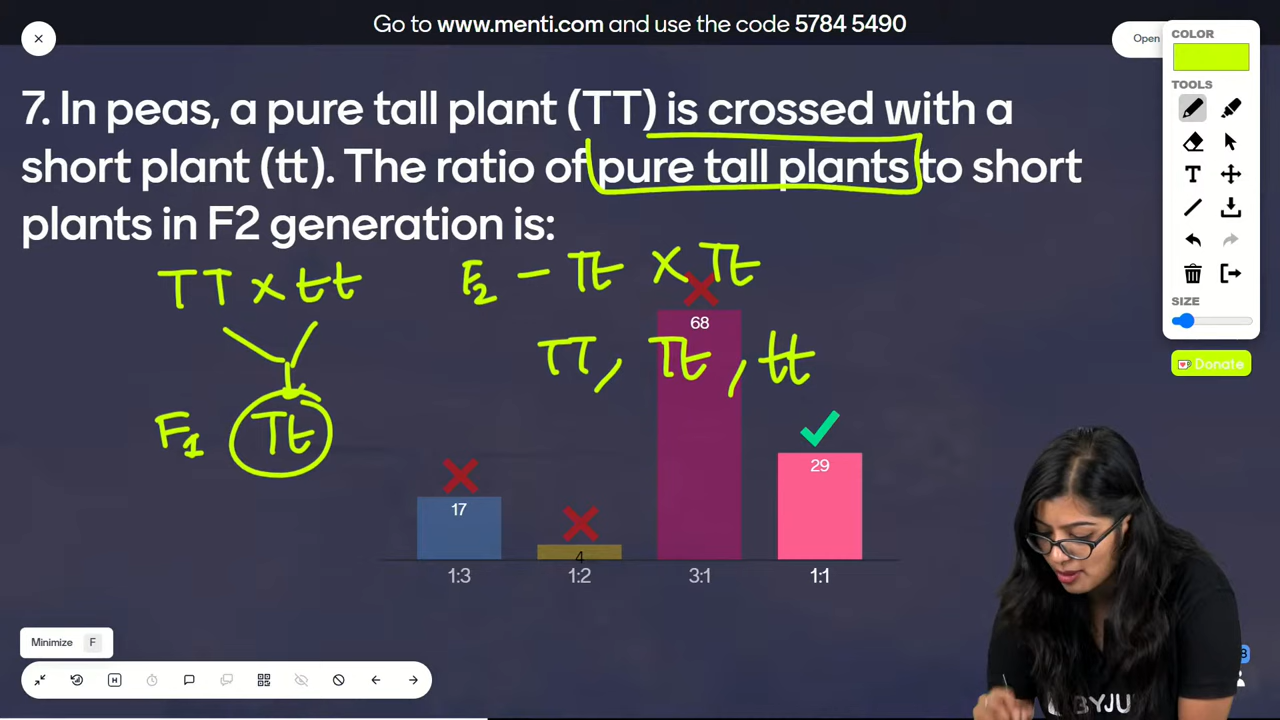 Go to www.menti.com and use the code 5784 5490
Open
COLOR
TOOLS
T
SIZE
Donate
7. In peas, a pure tall plant (TT) is crossed with a
short plant (tt). The ratio of pure tall plants to short
plants in F2 generation is:
TT x tt
F2 - Tt x Tt
TT, Tt, tt
F1 Tt
17
4
68
29
1:3
1:2
3:1
1:1
Minimize F
H
BYJU